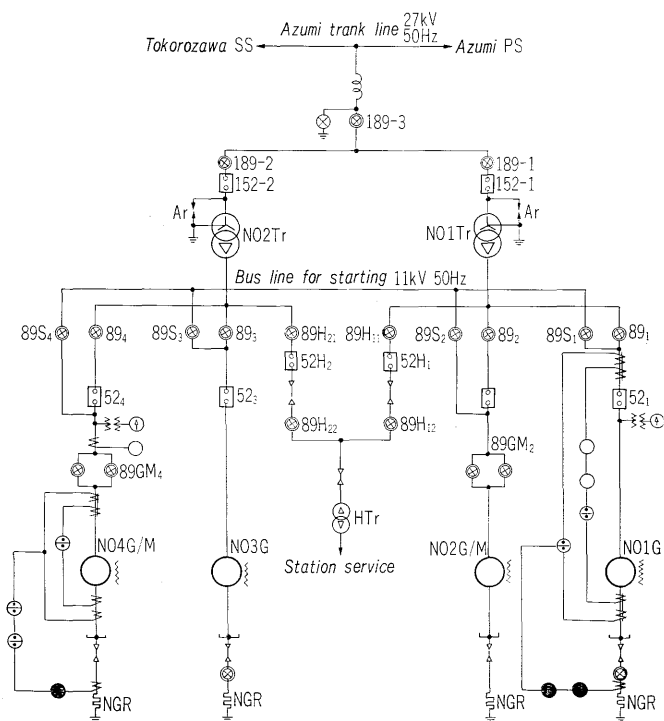 Azumi trank line 27kV 50Hz
Tokorozawa SS
Azumi PS
189-3
189-2
189-1
152-2
152-1
Ar
Ar
NO2Tr
NO1Tr
Bus line for starting 11kV 50Hz
89S4
894
89S3
893
89H21
89H11
89S2
892
89S1
891
52H2
52H1
524
523
521
89H22
89H12
89GM4
89GM2
HTr
NO4G/M
NO3G
NO2G/M
NO1G
Station service
NGR
NGR
NGR
NGR